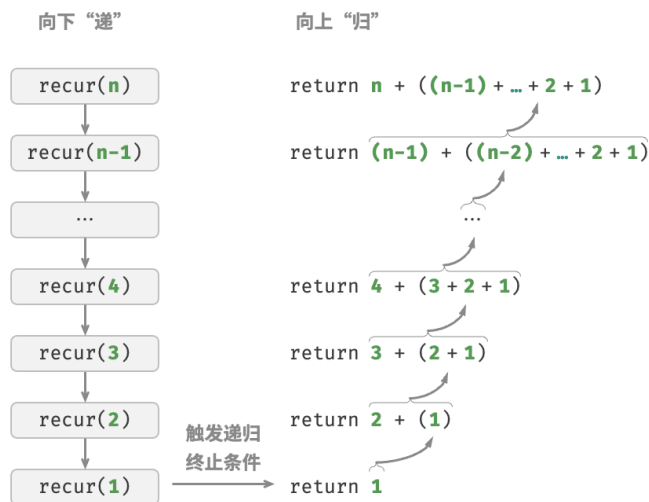 向下“递”
向上“归”
recur(n)
return n + ((n-1) + … + 2 + 1)
recur(n-1)
return (n-1) + ((n-2) + … + 2 + 1)
…
…
recur(4)
return 4 + (3 + 2 + 1)
recur(3)
return 3 + (2 + 1)
recur(2)
return 2 + (1)
触发递归
终止条件
recur(1)
return 1